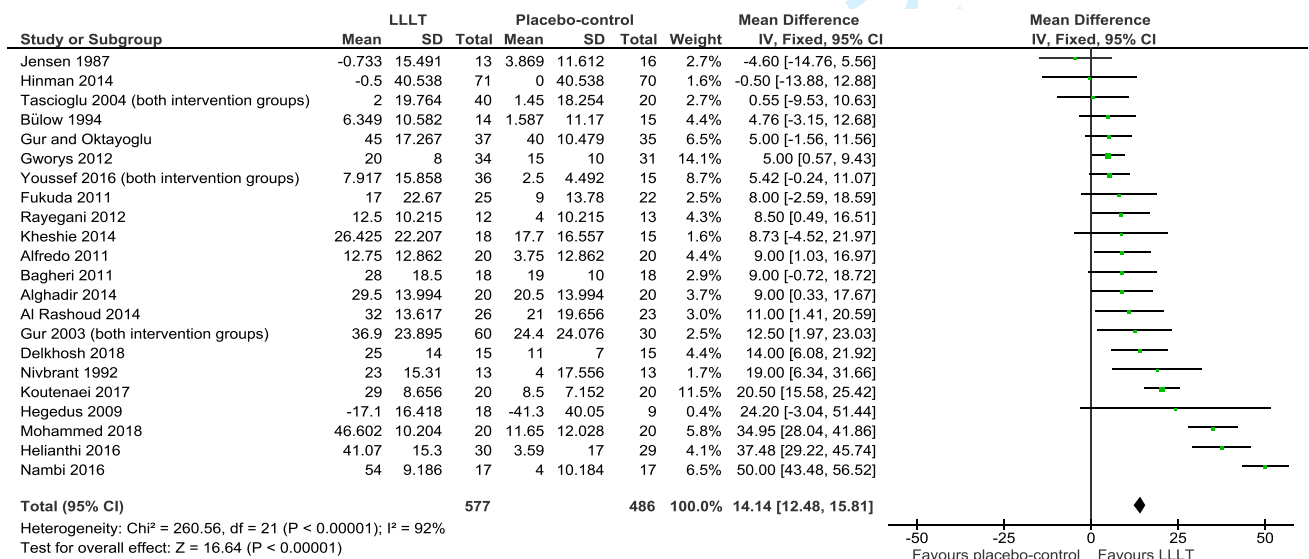 LLLT Placebo-control Mean Difference Mean Difference
Study or Subgroup Mean SD Total Mean SD Total Weight IV, Fixed, 95% CI IV, Fixed, 95% CI
Jensen 1987 -0.733 15.491 13 3.869 11.612 16 2.7% -4.60 [-14.76, 5.56]
Hinman 2014 -0.5 40.538 71 0 40.538 70 1.6% -0.50 [-13.88, 12.88]
Tascioglu 2004 (both intervention groups) 2 19.764 40 1.45 18.254 20 2.7% 0.55 [-9.53, 10.63]
Bülow 1994 6.349 10.582 14 1.587 11.17 15 4.4% 4.76 [-3.15, 12.68]
Gur and Oktayoglu 45 17.267 37 40 10.479 35 6.5% 5.00 [-1.56, 11.56]
Gworys 2012 20 8 34 15 10 31 14.1% 5.00 [0.57, 9.43]
Youssef 2016 (both intervention groups) 7.917 15.858 36 2.5 4.492 15 8.7% 5.42 [-0.24, 11.07]
Fukuda 2011 17 22.67 25 9 13.78 22 2.5% 8.00 [-2.59, 18.59]
Rayegani 2012 12.5 10.215 12 4 10.215 13 4.3% 8.50 [0.49, 16.51]
Kheshie 2014 26.425 22.207 18 17.7 16.557 15 1.6% 8.73 [-4.52, 21.97]
Alfredo 2011 12.75 12.862 20 3.75 12.862 20 4.4% 9.00 [1.03, 16.97]
Bagheri 2011 28 18.5 18 19 10 18 2.9% 9.00 [-0.72, 18.72]
Alghadir 2014 29.5 13.994 20 20.5 13.994 20 3.7% 9.00 [0.33, 17.67]
Al Rashoud 2014 32 13.617 26 21 19.656 23 3.0% 11.00 [1.41, 20.59]
Gur 2003 (both intervention groups) 36.9 23.895 60 24.4 24.076 30 2.5% 12.50 [1.97, 23.03]
Delkhosh 2018 25 14 15 11 7 15 4.4% 14.00 [6.08, 21.92]
Nivbrant 1992 23 15.31 13 4 17.556 13 1.7% 19.00 [6.34, 31.66]
Koutenaei 2017 29 8.656 20 8.5 7.152 20 11.5% 20.50 [15.58, 25.42]
Hegedus 2009 -17.1 16.418 18 -41.3 40.05 9 0.4% 24.20 [-3.04, 51.44]
Mohammed 2018 46.602 10.204 20 11.65 12.028 20 5.8% 34.95 [28.04, 41.86]
Helianthi 2016 41.07 15.3 30 3.59 17 29 4.1% 37.48 [29.22, 45.74]
Nambi 2016 54 9.186 17 4 10.184 17 6.5% 50.00 [43.48, 56.52]
Total (95% CI) 577 486 100.0% 14.14 [12.48, 15.81]
Heterogeneity: Chi² = 260.56, df = 21 (P < 0.00001); I² = 92%
Test for overall effect: Z = 16.64 (P < 0.00001)
-50 -25 0 25 50
Favours placebo-control Favours LLLT